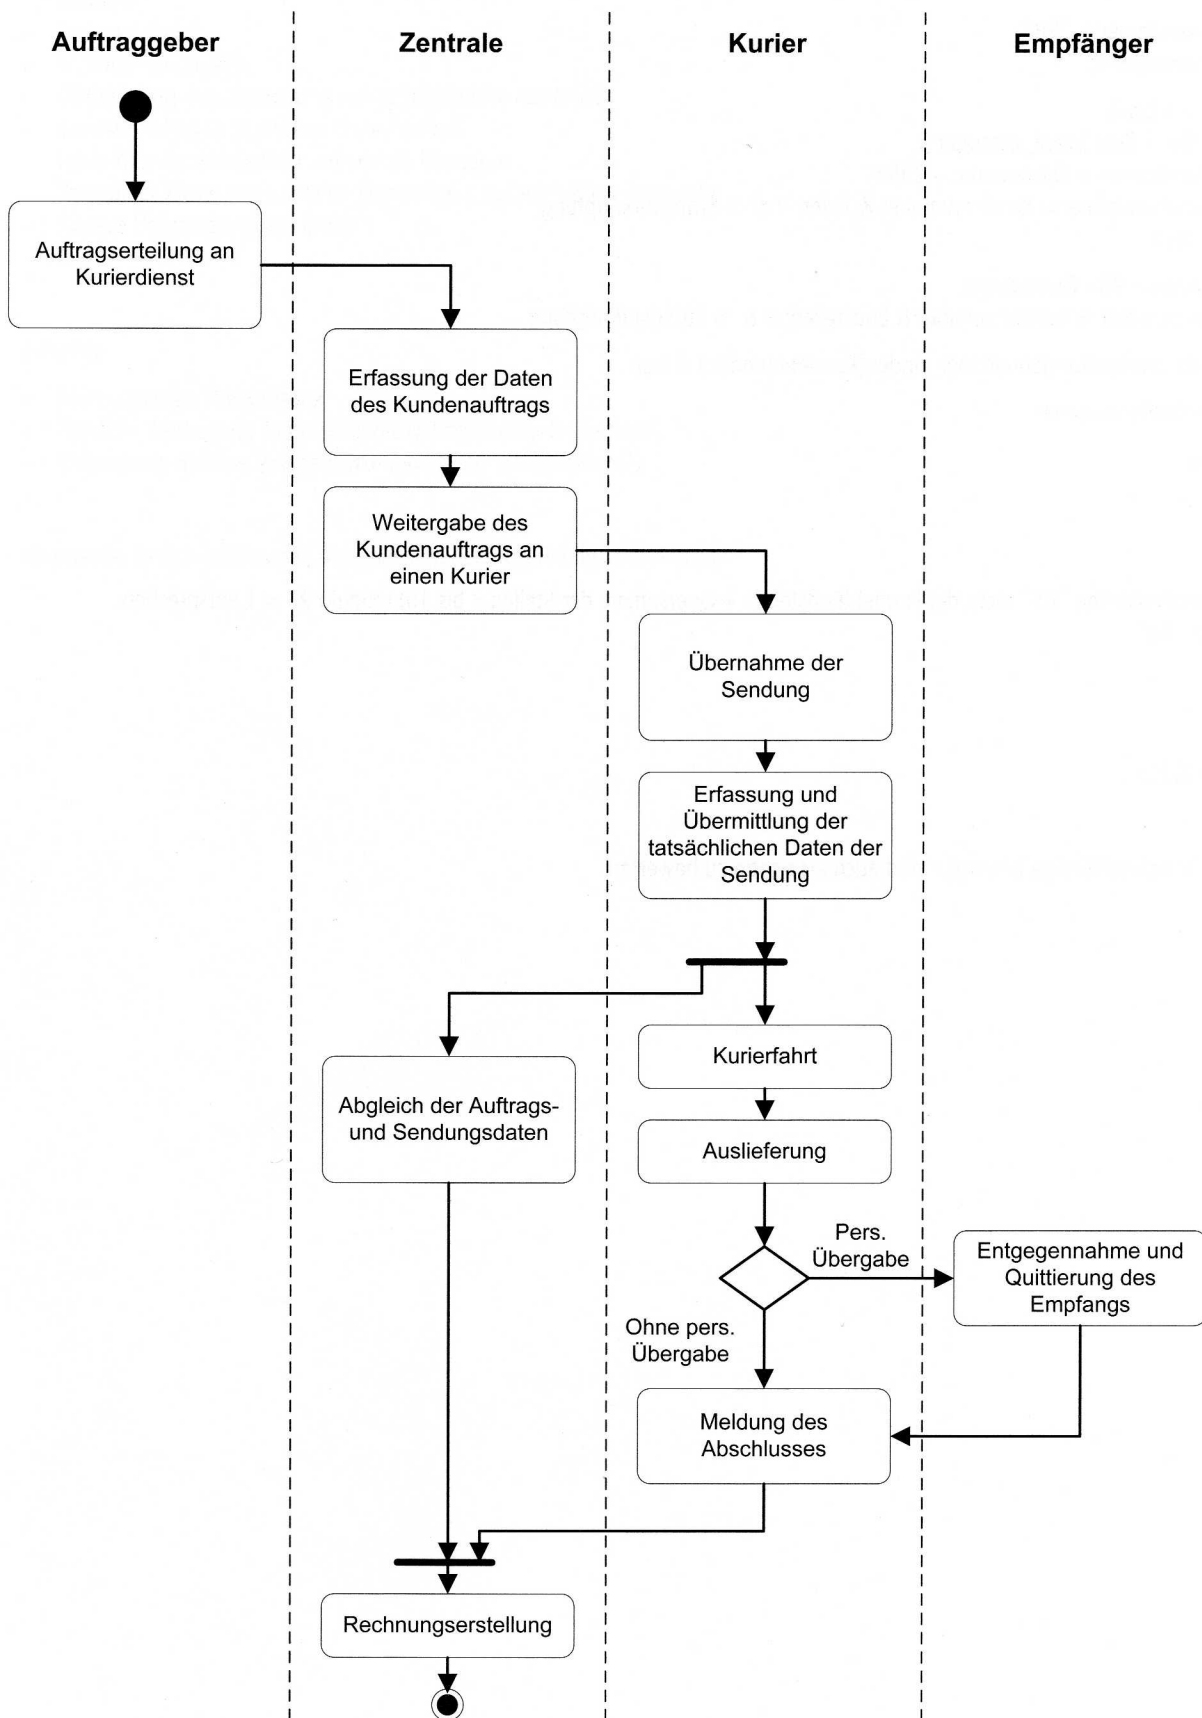 Auftraggeber
Zentrale
Kurier
Empfänger
Auftragserteilung an
Kurierdienst
Erfassung der Daten
des Kundenauftrags
Weitergabe des
Kundenauftrags an
einen Kurier
Übernahme der
Sendung
Erfassung und
Übermittlung der
tatsächlichen Daten der
Sendung
Kurierfahrt
Abgleich der Auftrags-
und Sendungsdaten
Auslieferung
Pers.
Übergabe
Entgegennahme und
Quittierung des
Empfangs
Ohne pers.
Übergabe
Meldung des
Abschlusses
Rechnungserstellung